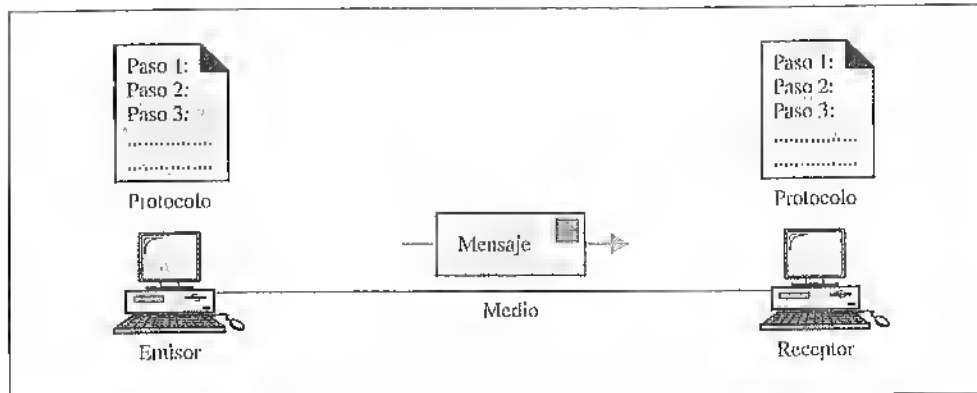 Paso 1:
Paso 2:
Paso 3:
..............
..............
Protocolo
Paso 1:
Paso 2:
Paso 3:
..............
..............
Protocolo
Mensaje
Medio
Emisor
Receptor